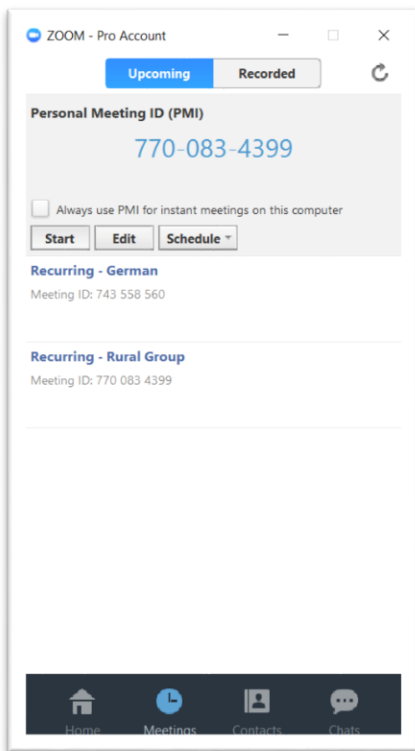 ZOOM - Pro Account
Upcoming Recorded
Personal Meeting ID (PMI)
770-083-4399
Always use PMI for instant meetings on this computer
Start Edit Schedule
Recurring - German
Meeting ID: 743 558 560
Recurring - Rural Group
Meeting ID: 770 083 4399
Home Meetings Contacts Chats